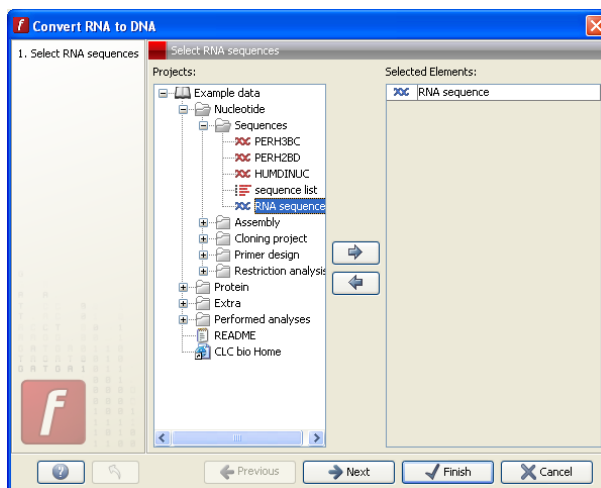 Convert RNA to DNA
1. Select RNA sequences
Select RNA sequences
Projects:
Example data
Nucleotide
Sequences
PERH3BC
PERH2BD
HUMDINUC
sequence list
RNA sequence
Assembly
Cloning project
Primer design
Restriction analysis
Protein
Extra
Performed analyses
README
CLC bio Home
Selected Elements:
RNA sequence
Previous
Next
Finish
Cancel